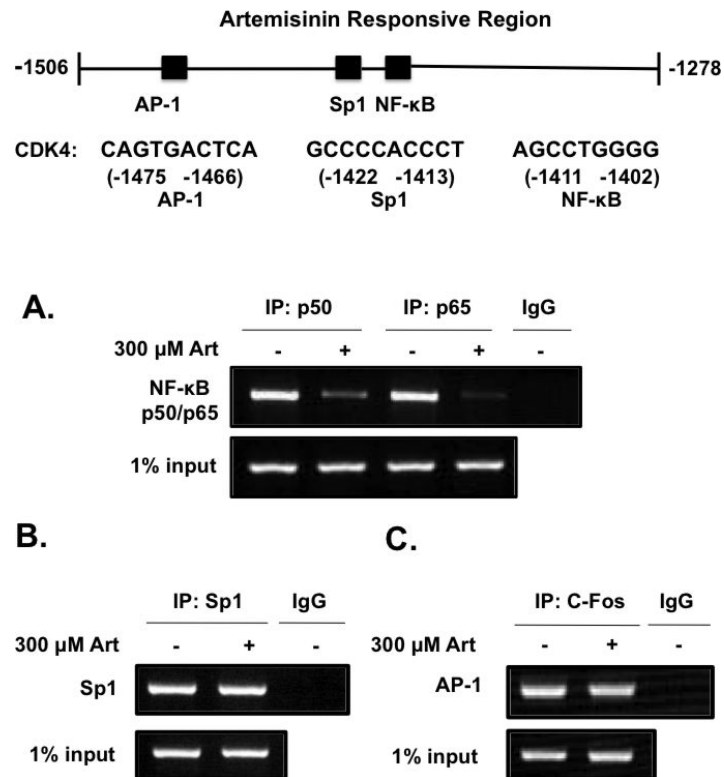 Artemisinin Responsive Region
-1506 -1278
AP-1 Sp1 NF-κB
CDK4: CAGTGACTCA GCCCCACCCT AGCCTGGGG
(-1475 -1466) (-1422 -1413) (-1411 -1402)
AP-1 Sp1 NF-κB
A.
IP: p50 IP: p65 IgG
300 µM Art - + - + -
NF-κB
p50/p65
1% input
B.
IP: Sp1 IgG
300 µM Art - + -
Sp1
1% input
C.
IP: C-Fos IgG
300 µM Art - + -
AP-1
1% input